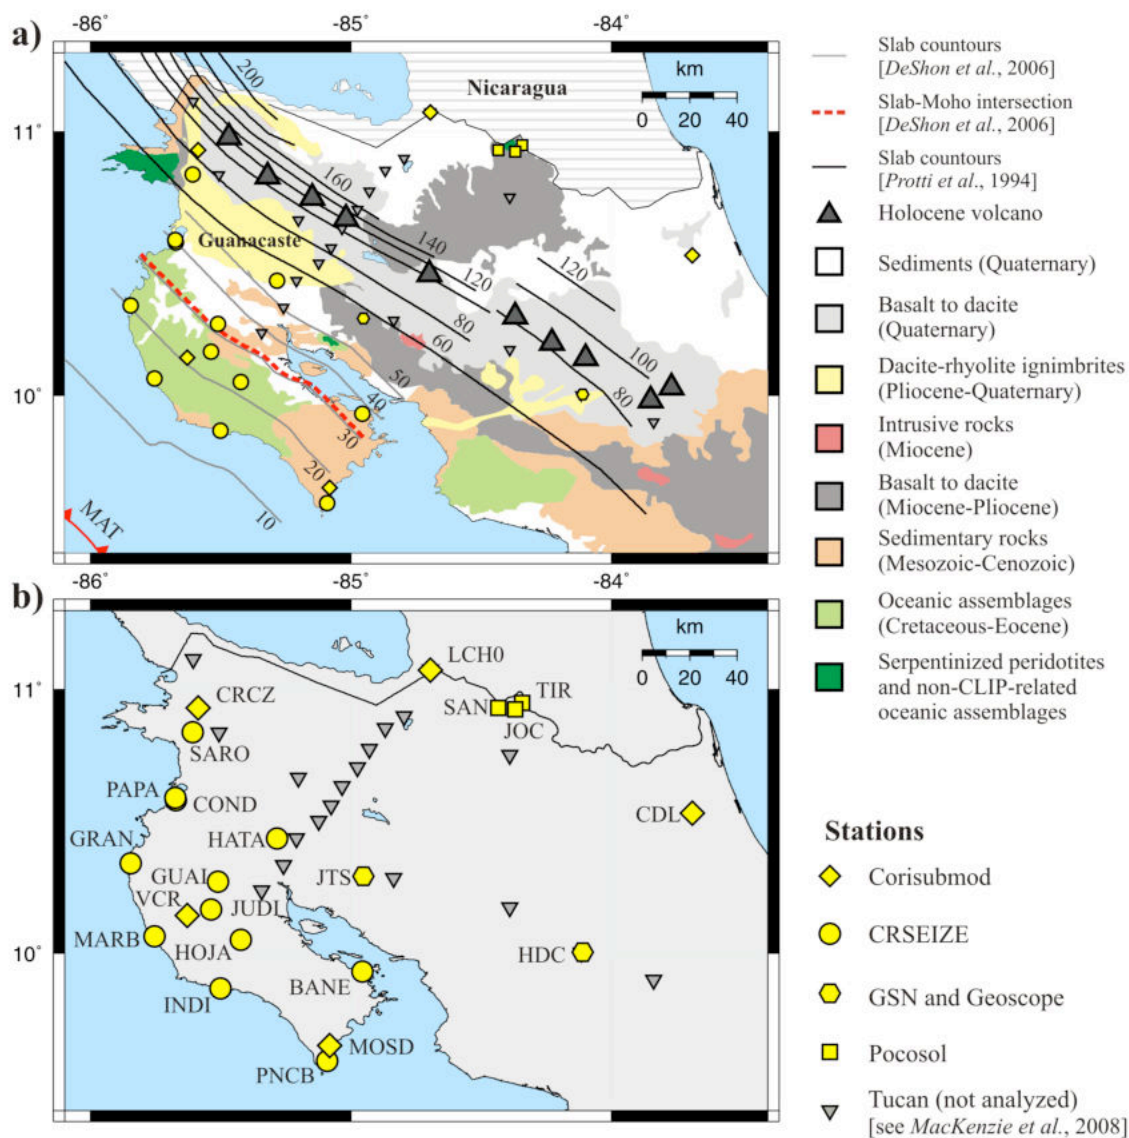 a)
-86˚
-85˚
-84˚
11˚
10˚
200
Nicaragua
km
0 20 40
160
Guanacaste
140
120
120
80
60
100
50
80
40
30
20
10
MAT
Slab countours
[DeShon et al., 2006]
Slab-Moho intersection
[DeShon et al., 2006]
Slab countours
[Protti et al., 1994]
Holocene volcano
Sediments (Quaternary)
Basalt to dacite
(Quaternary)
Dacite-rhyolite ignimbrites
(Pliocene-Quaternary)
Intrusive rocks
(Miocene)
Basalt to dacite
(Miocene-Pliocene)
Sedimentary rocks
(Mesozoic-Cenozoic)
Oceanic assemblages
(Cretaceous-Eocene)
Serpentinized peridotites
and non-CLIP-related
oceanic assemblages
b)
-86˚
-85˚
-84˚
km
0 20 40
11˚
10˚
LCH0
CRCZ
TIR
SAN
JOC
SARO
PAPA
COND
CDL
GRAN
HATA
GUAI
JTS
VCR
JUDI
MARB
HOJA
HDC
BANE
INDI
MOSD
PNCB
Stations
Corisubmod
CRSEIZE
GSN and Geoscope
Pocosol
Tucan (not analyzed)
[see MacKenzie et al., 2008]